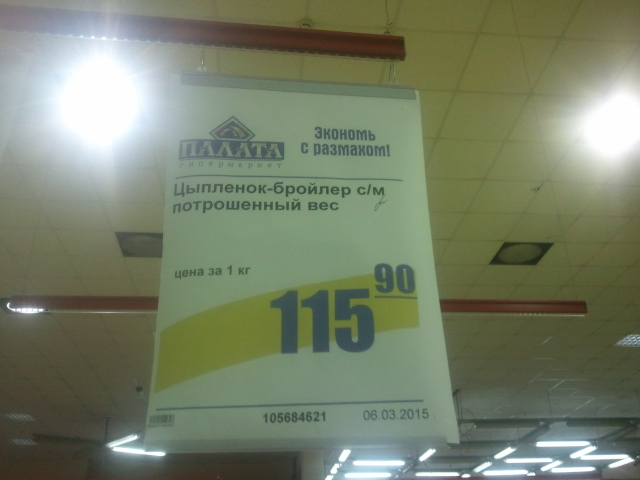 ПАЛАТА
гипермаркет
Экономь
с размахом!
Цыпленок-бройлер с/м
потрошенный вес
цена за 1 кг
115 90
105684621
06.03.2015